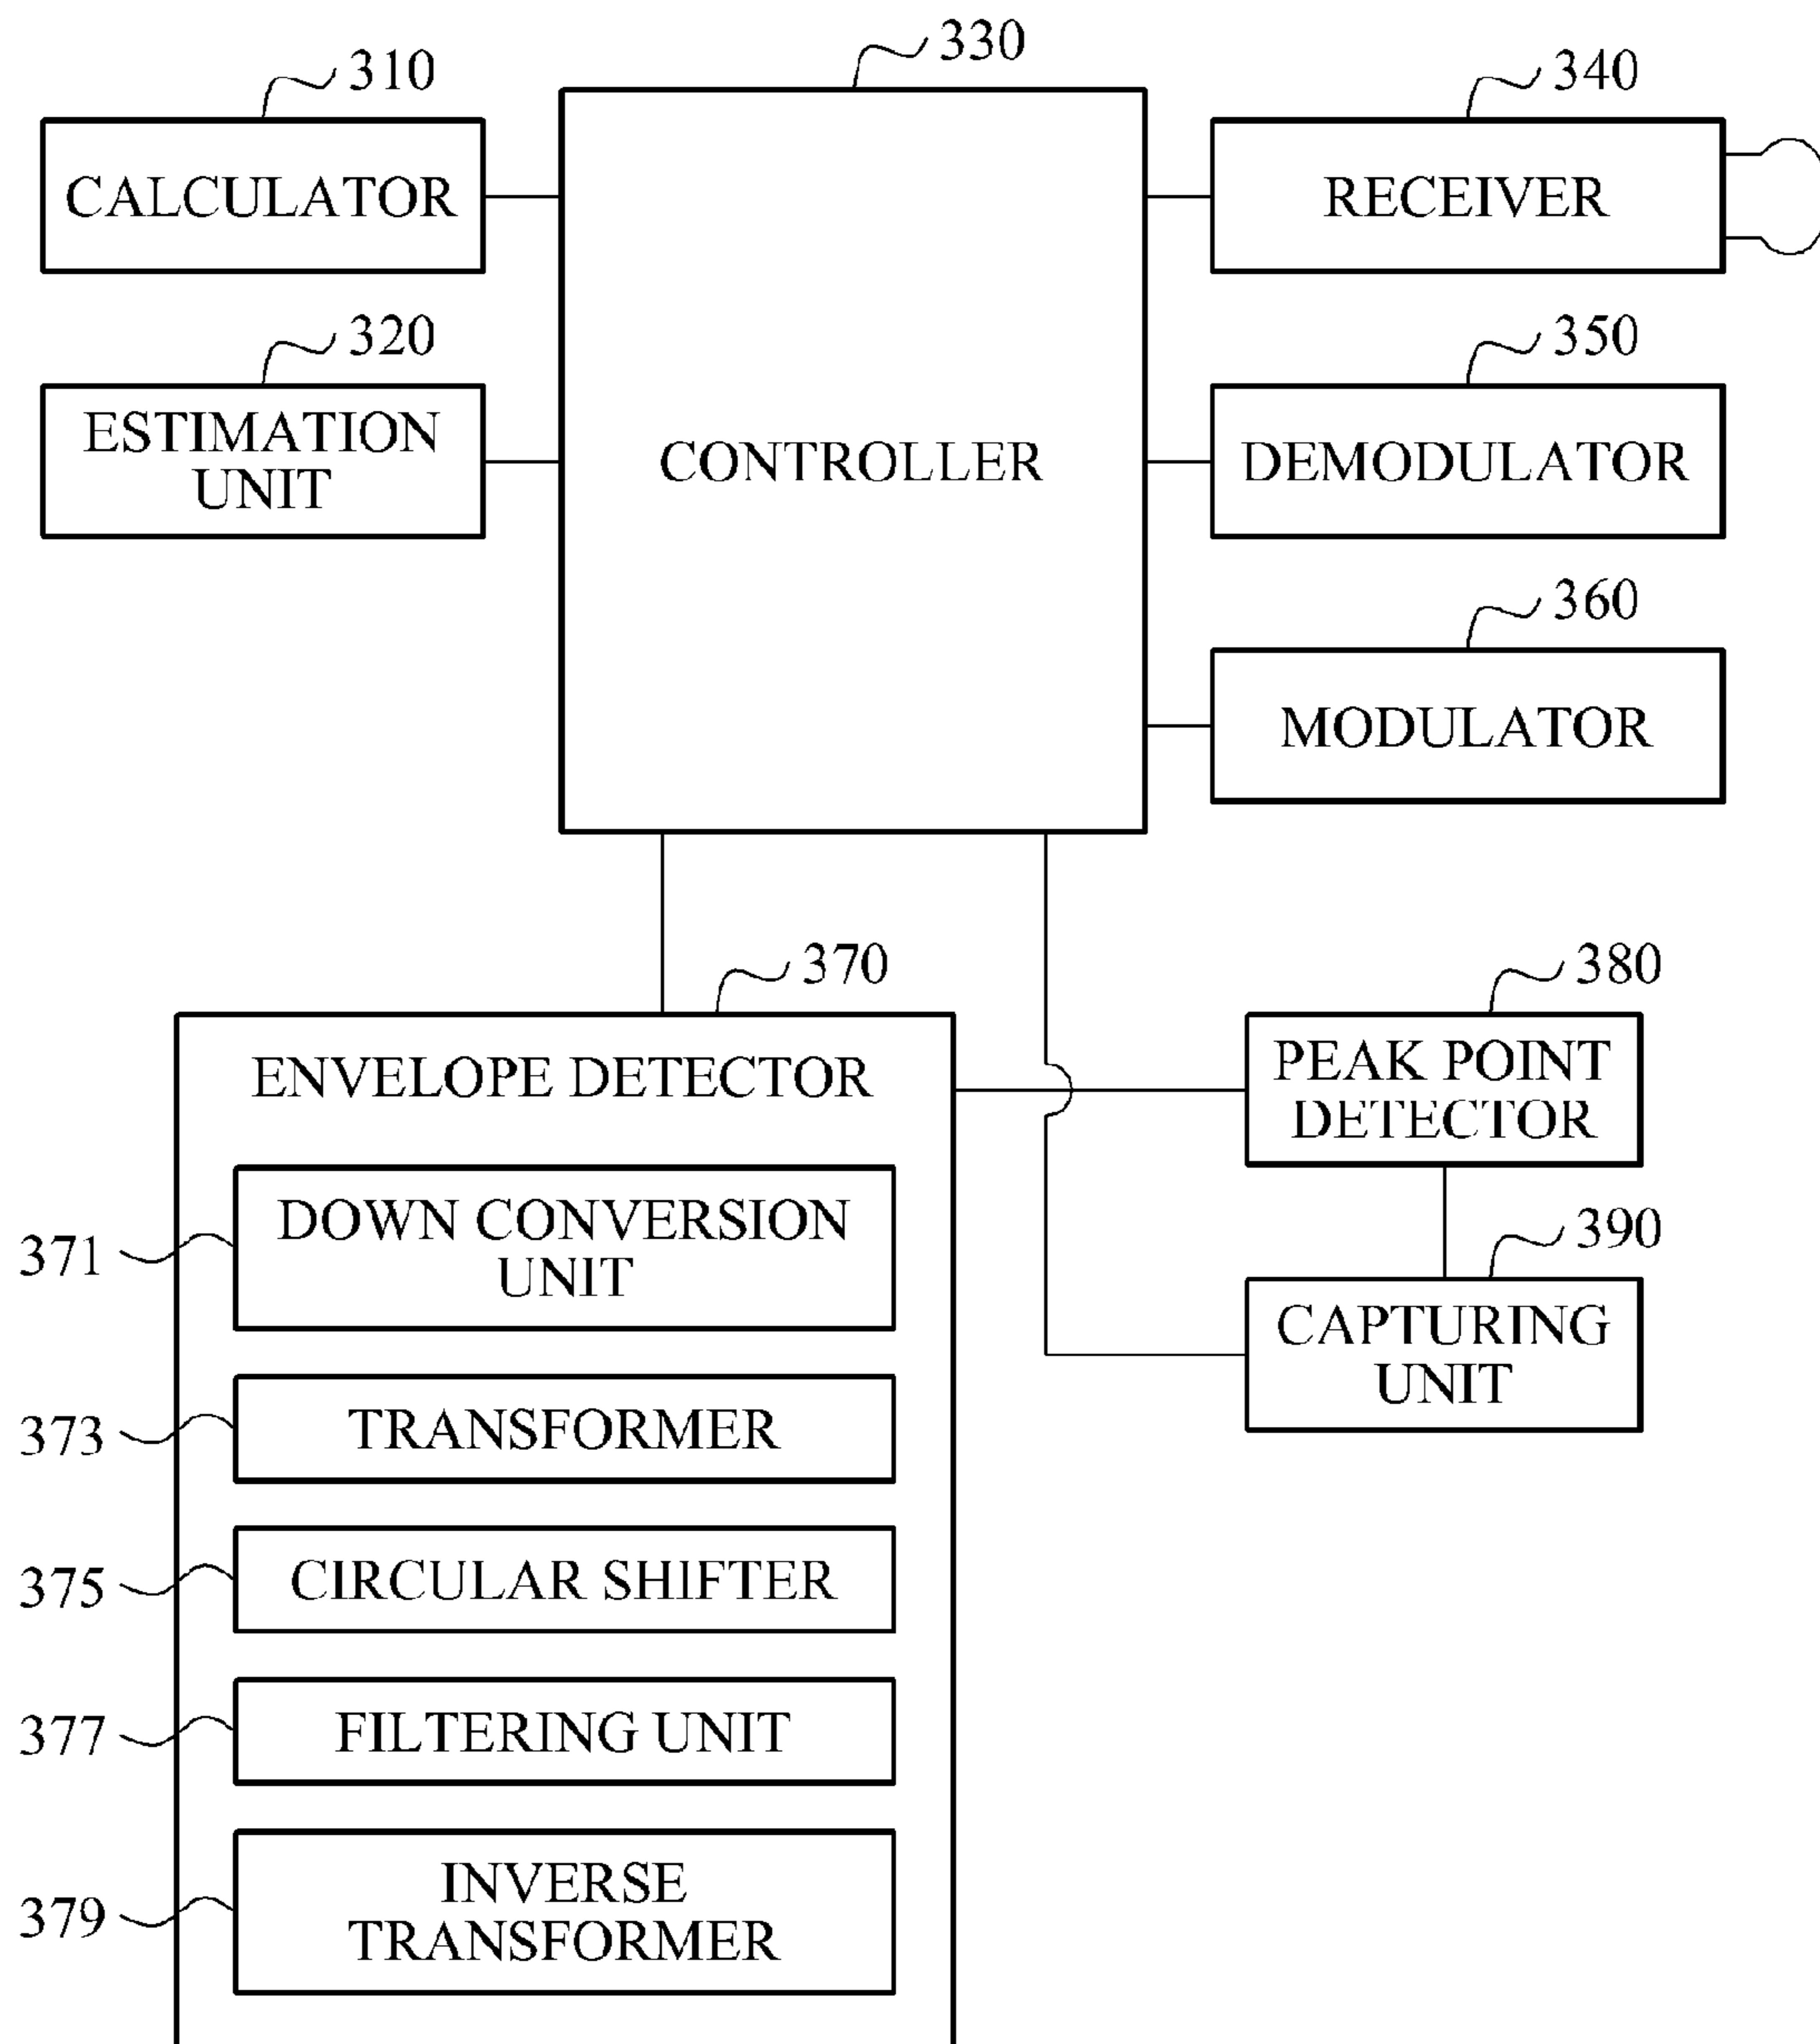 330
310
340
CALCULATOR
RECEIVER
320
350
ESTIMATION
UNIT
CONTROLLER
DEMODULATOR
360
MODULATOR
370
380
ENVELOPE DETECTOR
PEAK POINT
DETECTOR
371
DOWN CONVERSION
UNIT
390
CAPTURING
UNIT
373
TRANSFORMER
375
CIRCULAR SHIFTER
377
FILTERING UNIT
379
INVERSE
TRANSFORMER